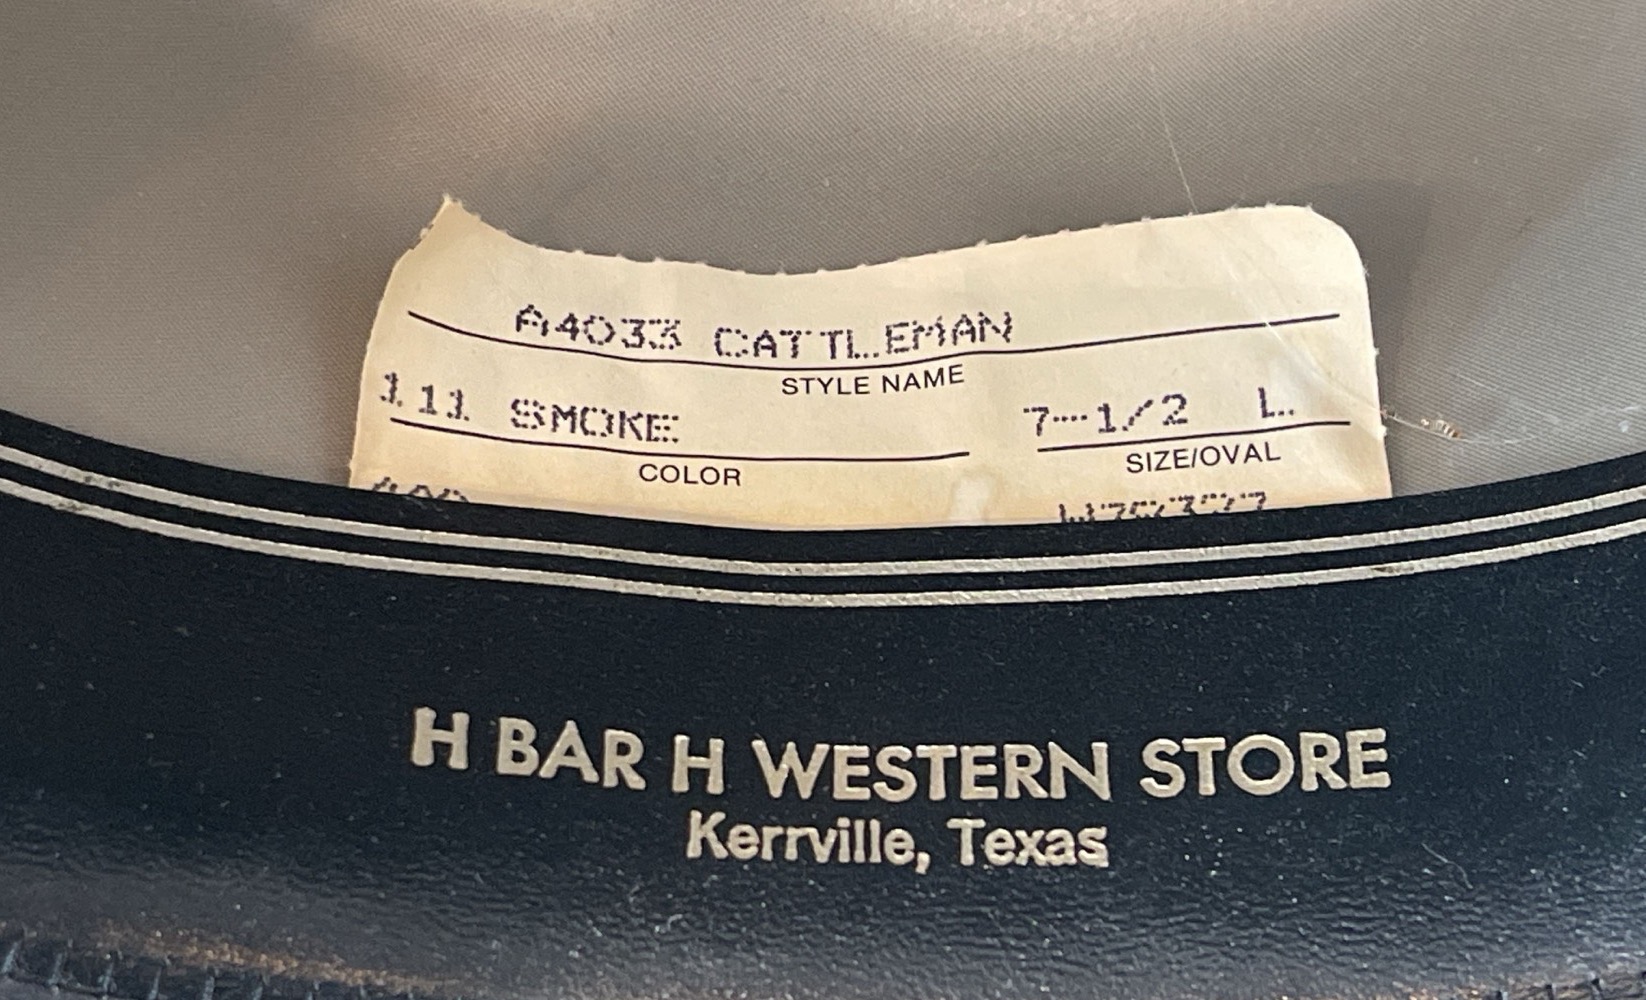 A4033 CATTLEMAN
STYLE NAME
111 SMOKE 7-1/2 L
COLOR SIZE/OVAL
H BAR H WESTERN STORE
Kerrville, Texas